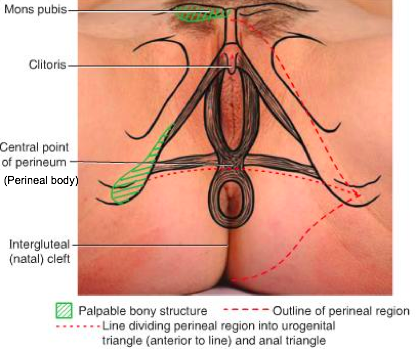 Mons pubis
Clitoris
Central point
of perineum
(Perineal body)
Intergluteal
(natal) cleft
Palpable bony structure
Outline of perineal region
Line dividing perineal region into urogenital
triangle (anterior to line) and anal triangle